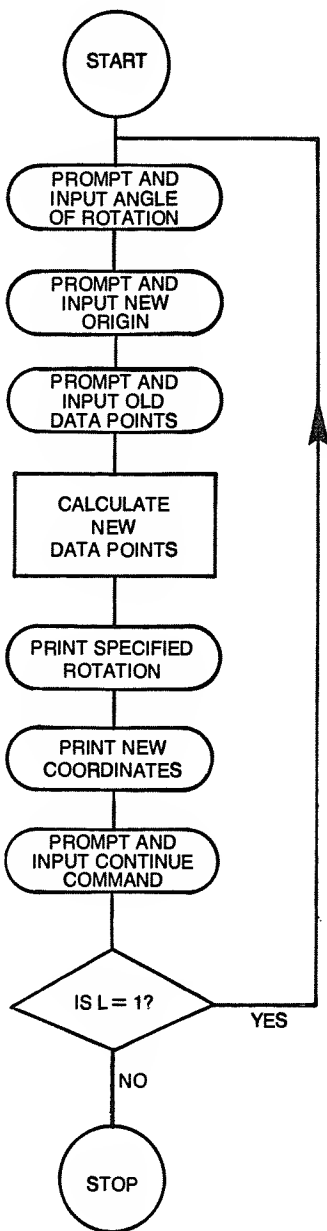 START
PROMPT AND
INPUT ANGLE
OF ROTATION
PROMPT AND
INPUT NEW
ORIGIN
PROMPT AND
INPUT OLD
DATA POINTS
CALCULATE
NEW
DATA POINTS
PRINT SPECIFIED
ROTATION
PRINT NEW
COORDINATES
PROMPT AND
INPUT CONTINUE
COMMAND
IS L = 1?
YES
NO
STOP